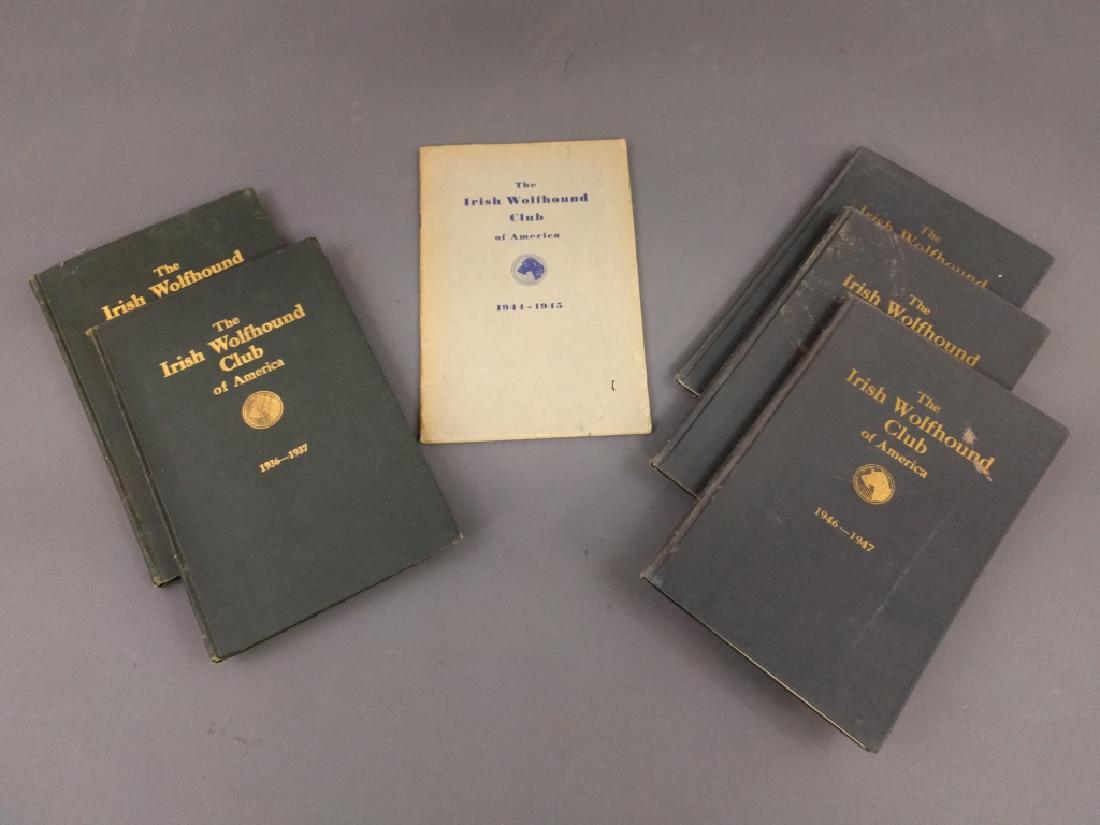 The
Irish Wolfhound
The
Irish Wolfhound
Club
of America
1936—1937
The
Irish Wolfhound
Club
of America
1944-1945
The
Irish Wolfhound
The
Irish Wolfhound
The
Irish Wolfhound
Club
of America
1946—1947